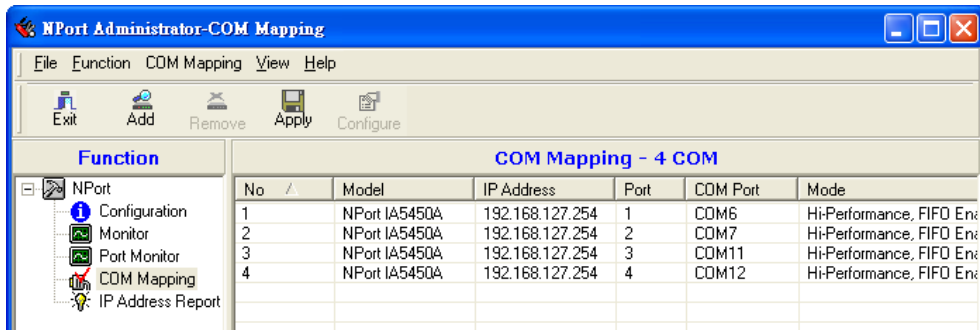 NPort Administrator-COM Mapping
File Function COM Mapping View Help
Exit Add Remove Apply Configure
Function
COM Mapping - 4 COM
NPort
Configuration
Monitor
Port Monitor
COM Mapping
IP Address Report
No Model IP Address Port COM Port Mode
1 NPort IA5450A 192.168.127.254 1 COM6 Hi-Performance, FIFO Ena
2 NPort IA5450A 192.168.127.254 2 COM7 Hi-Performance, FIFO Ena
3 NPort IA5450A 192.168.127.254 3 COM11 Hi-Performance, FIFO Ena
4 NPort IA5450A 192.168.127.254 4 COM12 Hi-Performance, FIFO Ena